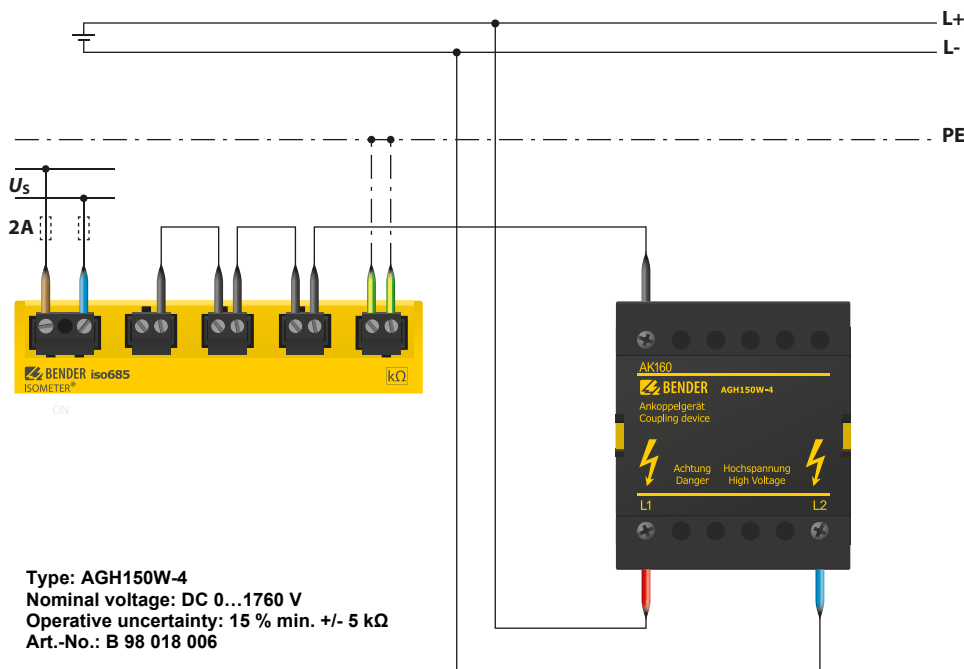 L+
L-
PE
US
2A
BENDER iso685
ISOMETER®
kΩ
ON
AK160
BENDER AGH150W-4
Ankoppelgerät
Coupling device
Achtung Hochspannung
Danger High Voltage
L1 L2
Type: AGH150W-4
Nominal voltage: DC 0...1760 V
Operative uncertainty: 15 % min. +/- 5 kΩ
Art.-No.: B 98 018 006